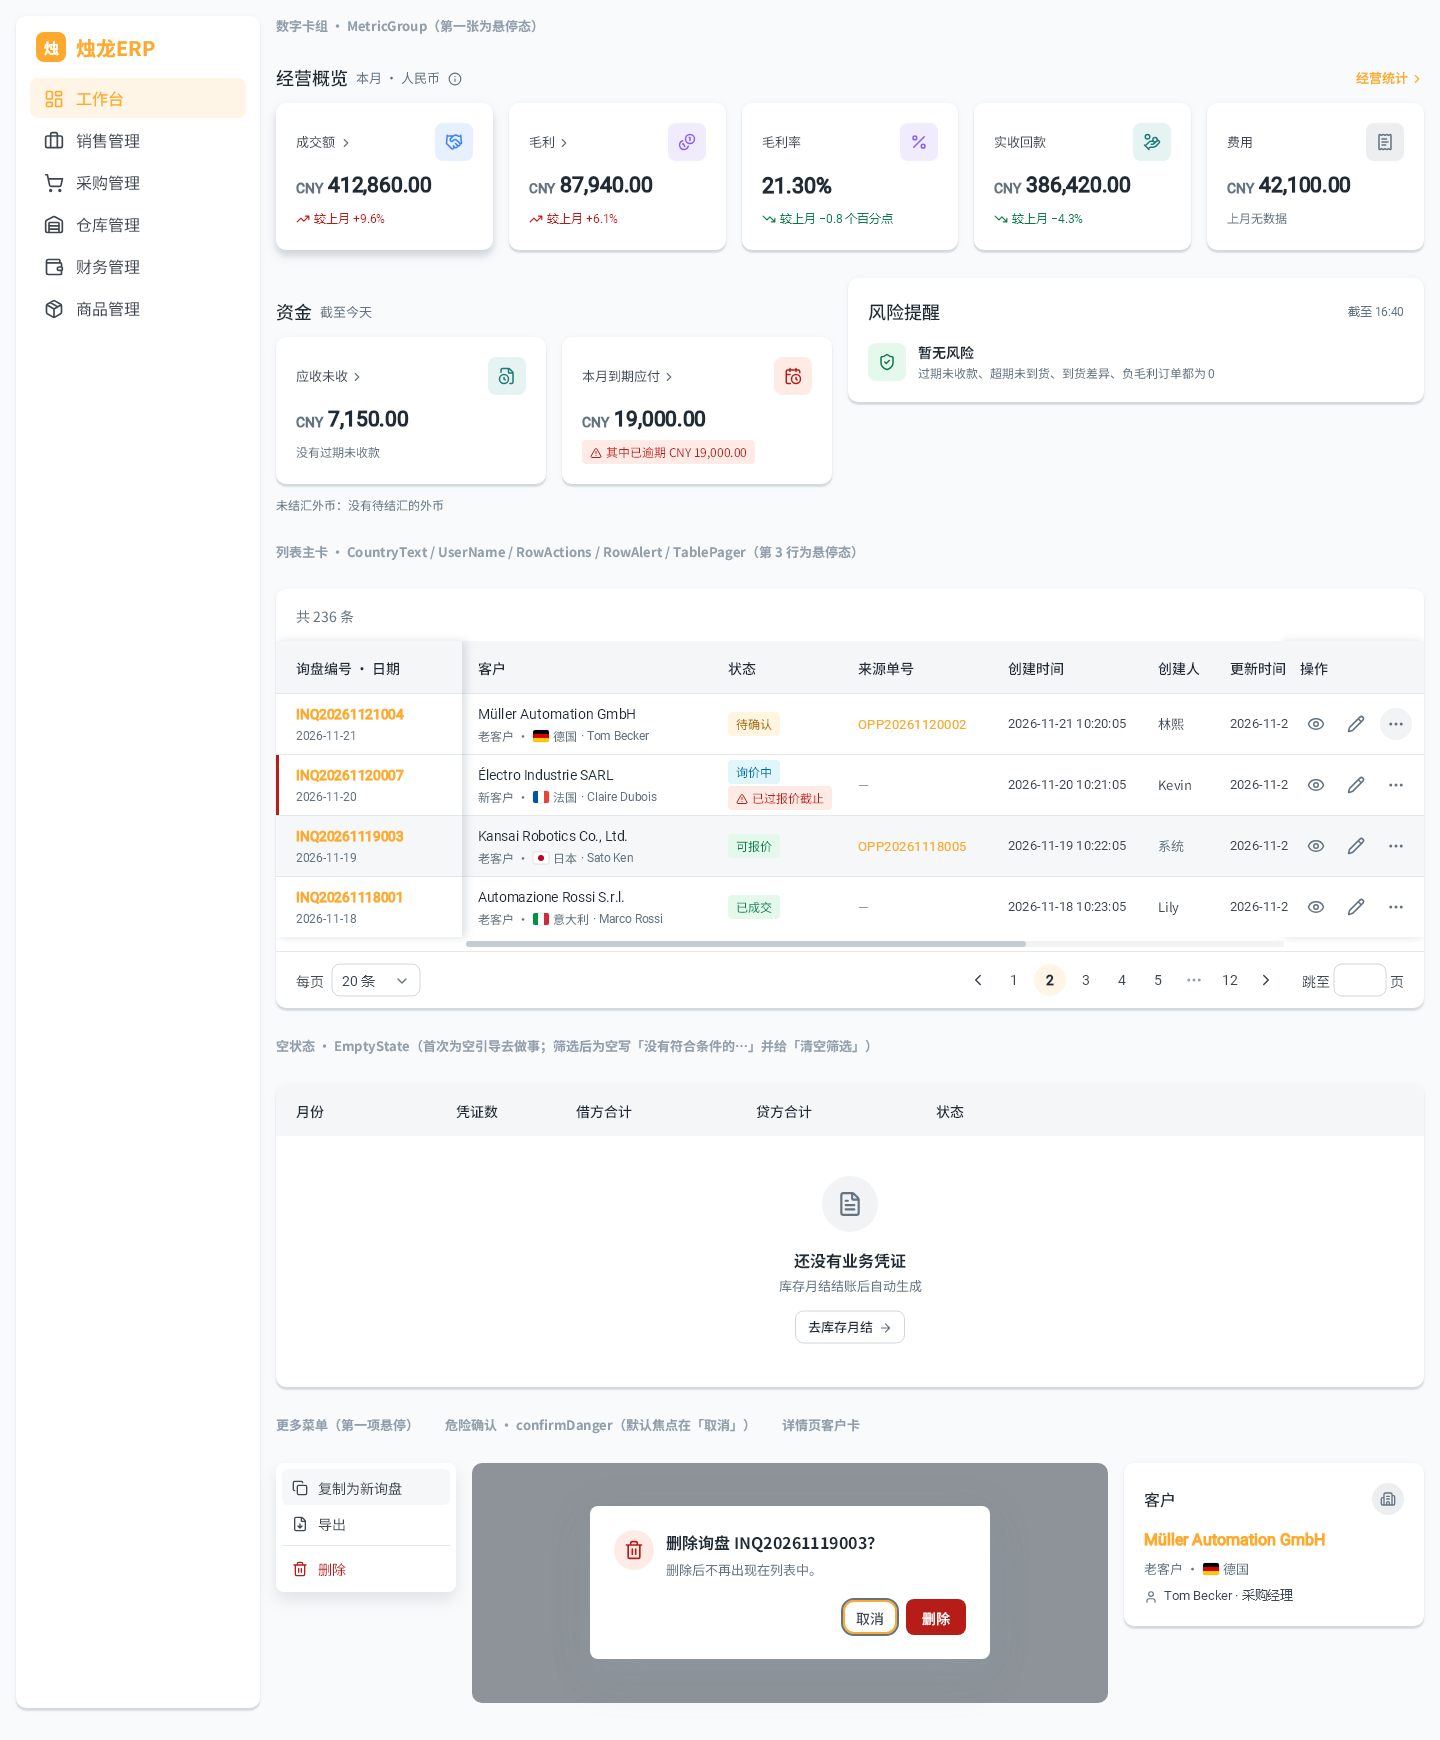 烛 烛龙ERP
工作台
销售管理
采购管理
仓库管理
财务管理
商品管理
数字卡组 · MetricGroup（第一张为悬停态）
经营概览 本月 · 人民币
经营统计
成交额
CNY 412,860.00
较上月 +9.6%
毛利
CNY 87,940.00
较上月 +6.1%
毛利率
21.30%
较上月 −0.8 个百分点
实收回款
CNY 386,420.00
较上月 −4.3%
费用
CNY 42,100.00
上月无数据
资金 截至今天
应收未收
CNY 7,150.00
没有过期未收款
本月到期应付
CNY 19,000.00
其中已逾期 CNY 19,000.00
未结汇外币：没有待结汇的外币
风险提醒
截至 16:40
暂无风险
过期未收款、超期未到货、到货差异、负毛利订单都为 0
列表主卡 · CountryText / UserName / RowActions / RowAlert / TablePager（第 3 行为悬停态）
共 236 条
询盘编号 · 日期 客户 状态 来源单号 创建时间 创建人 更新时间 操作
INQ20261121004 Müller Automation GmbH 待确认 OPP20261120002 2026-11-21 10:20:05 林熙 2026-11-2
2026-11-21 老客户 · 德国 · Tom Becker
INQ20261120007 Électro Industrie SARL 询价中 — 2026-11-20 10:21:05 Kevin 2026-11-2
2026-11-20 新客户 · 法国 · Claire Dubois 已过报价截止
INQ20261119003 Kansai Robotics Co., Ltd. 可报价 OPP20261118005 2026-11-19 10:22:05 系统 2026-11-2
2026-11-19 老客户 · 日本 · Sato Ken
INQ20261118001 Automazione Rossi S.r.l. 已成交 — 2026-11-18 10:23:05 Lily 2026-11-2
2026-11-18 老客户 · 意大利 · Marco Rossi
每页 20 条 1 2 3 4 5 ··· 12 跳至 页
空状态 · EmptyState（首次为空引导去做事；筛选后为空写「没有符合条件的…」并给「清空筛选」）
月份 凭证数 借方合计 贷方合计 状态
还没有业务凭证
库存月结结账后自动生成
去库存月结 →
更多菜单（第一项悬停） 危险确认 · confirmDanger（默认焦点在「取消」） 详情页客户卡
复制为新询盘
导出
删除
删除询盘 INQ20261119003？
删除后不再出现在列表中。
取消 删除
客户
Müller Automation GmbH
老客户 · 德国
Tom Becker · 采购经理